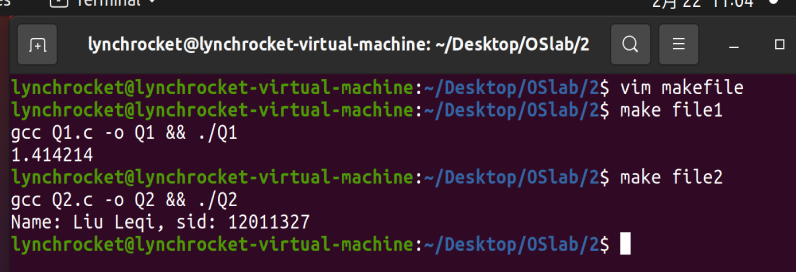 Terminal
2月 22 11:04
lynchrocket@lynchrocket-virtual-machine: ~/Desktop/OSlab/2
lynchrocket@lynchrocket-virtual-machine:~/Desktop/OSlab/2$ vim makefile
lynchrocket@lynchrocket-virtual-machine:~/Desktop/OSlab/2$ make file1
gcc Q1.c -o Q1 && ./Q1
1.414214
lynchrocket@lynchrocket-virtual-machine:~/Desktop/OSlab/2$ make file2
gcc Q2.c -o Q2 && ./Q2
Name: Liu Leqi, sid: 12011327
lynchrocket@lynchrocket-virtual-machine:~/Desktop/OSlab/2$